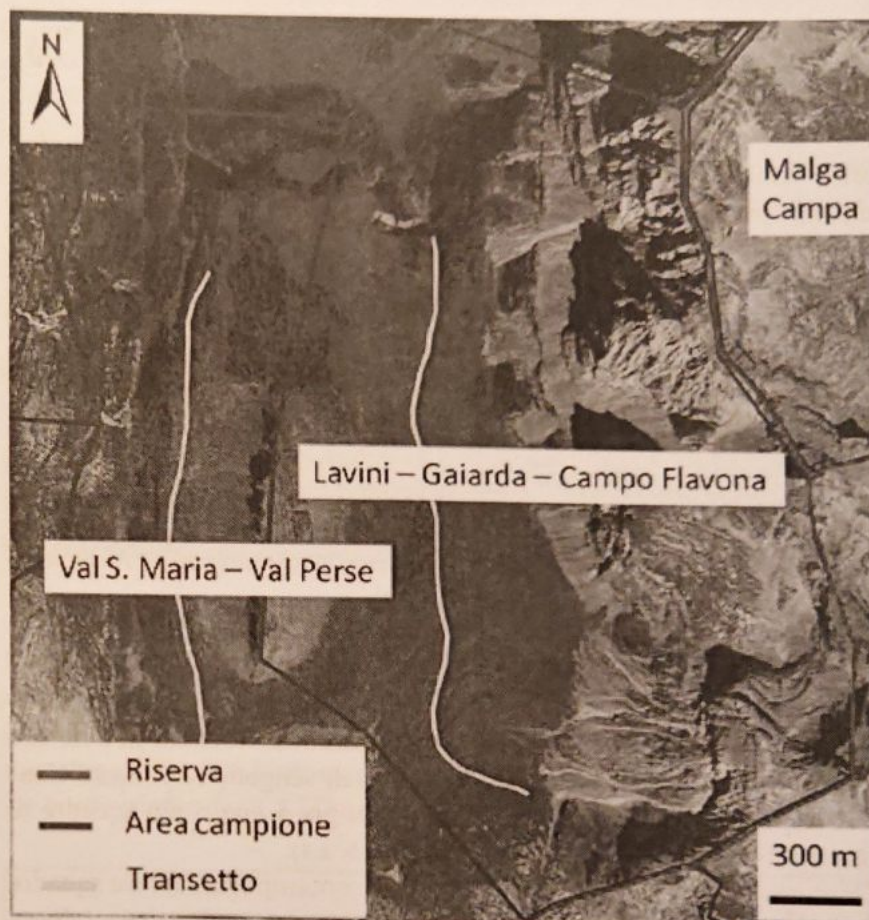 N
Malga
Campa
Lavini – Gaiarda – Campo Flavona
Val S. Maria – Val Perse
Riserva
Area campione
Transetto
300 m